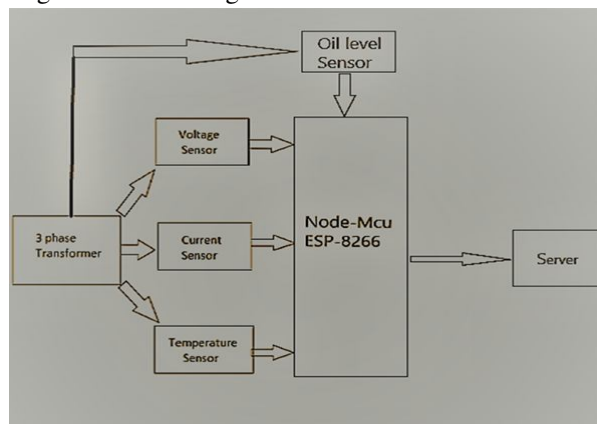 Oil level
Sensor
Voltage
Sensor
3 phase
Transformer
Current
Sensor
Node-Mcu
ESP-8266
Server
Temperature
Sensor